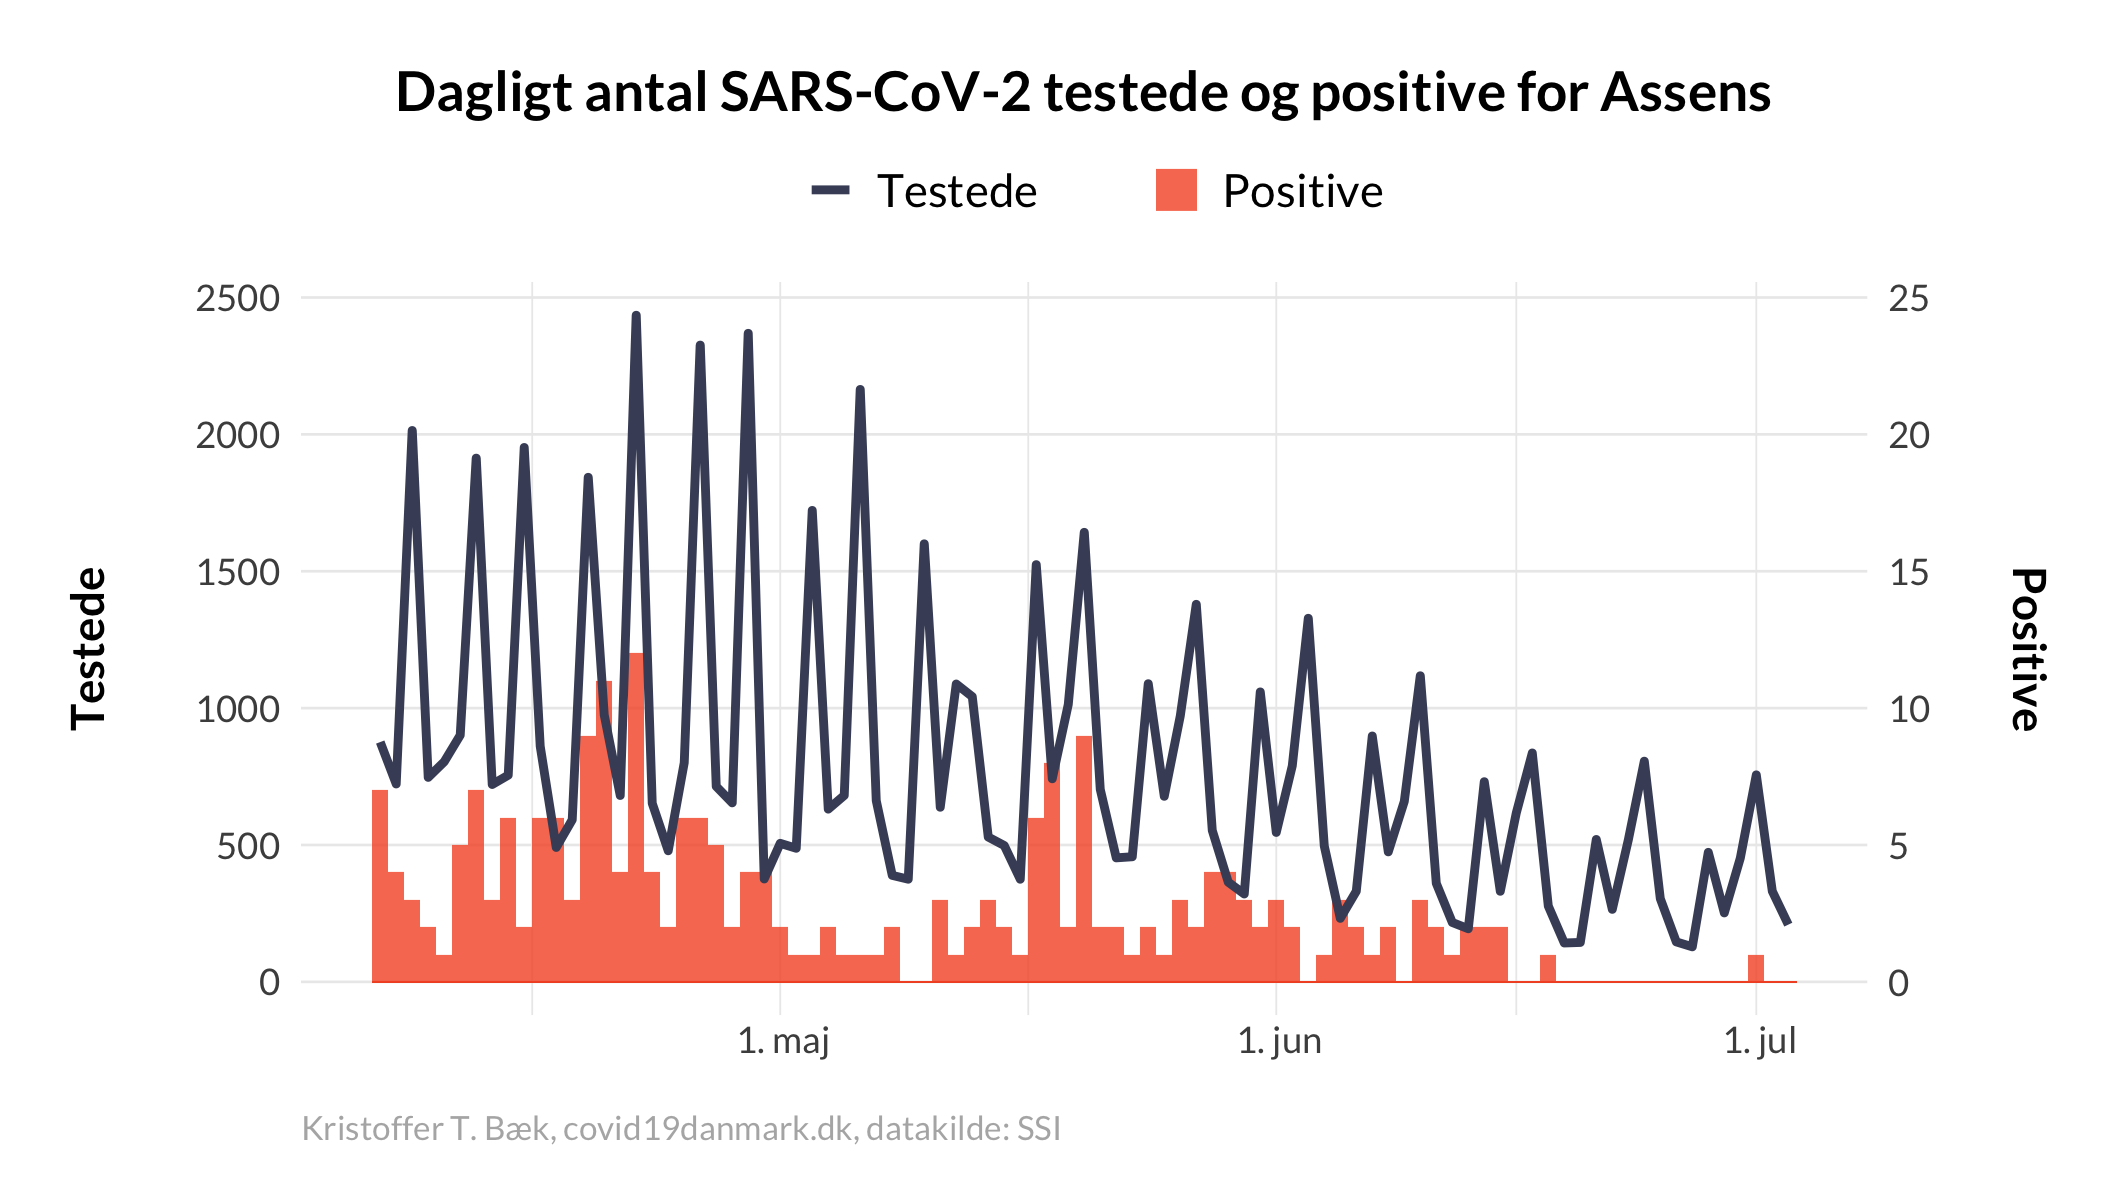 Dagligt antal SARS-CoV-2 testede og positive for Assens
Testede
Positive
2500
2000
1500
1000
500
0
25
20
15
10
5
0
Testede
Positive
1. maj
1. jun
1. jul
Kristoffer T. Bæk, covid19danmark.dk, datakilde: SSI